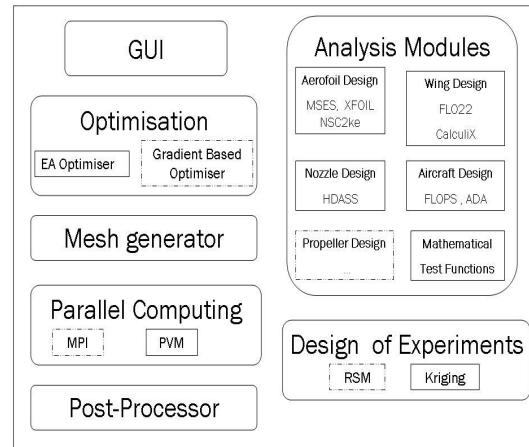 GUI
Optimisation
EA Optimiser
Gradient Based
Optimiser
Mesh generator
Parallel Computing
MPI
PVM
Post-Processor
Analysis Modules
Aerofoil Design
MSES, XFOIL
NSC2ke
Wing Design
FLO22
CalculiX
Nozzle Design
HDASS
Aircraft Design
FLOPS , ADA
Propeller Design
...
Mathematical
Test Functions
Design of Experiments
RSM
Kriging